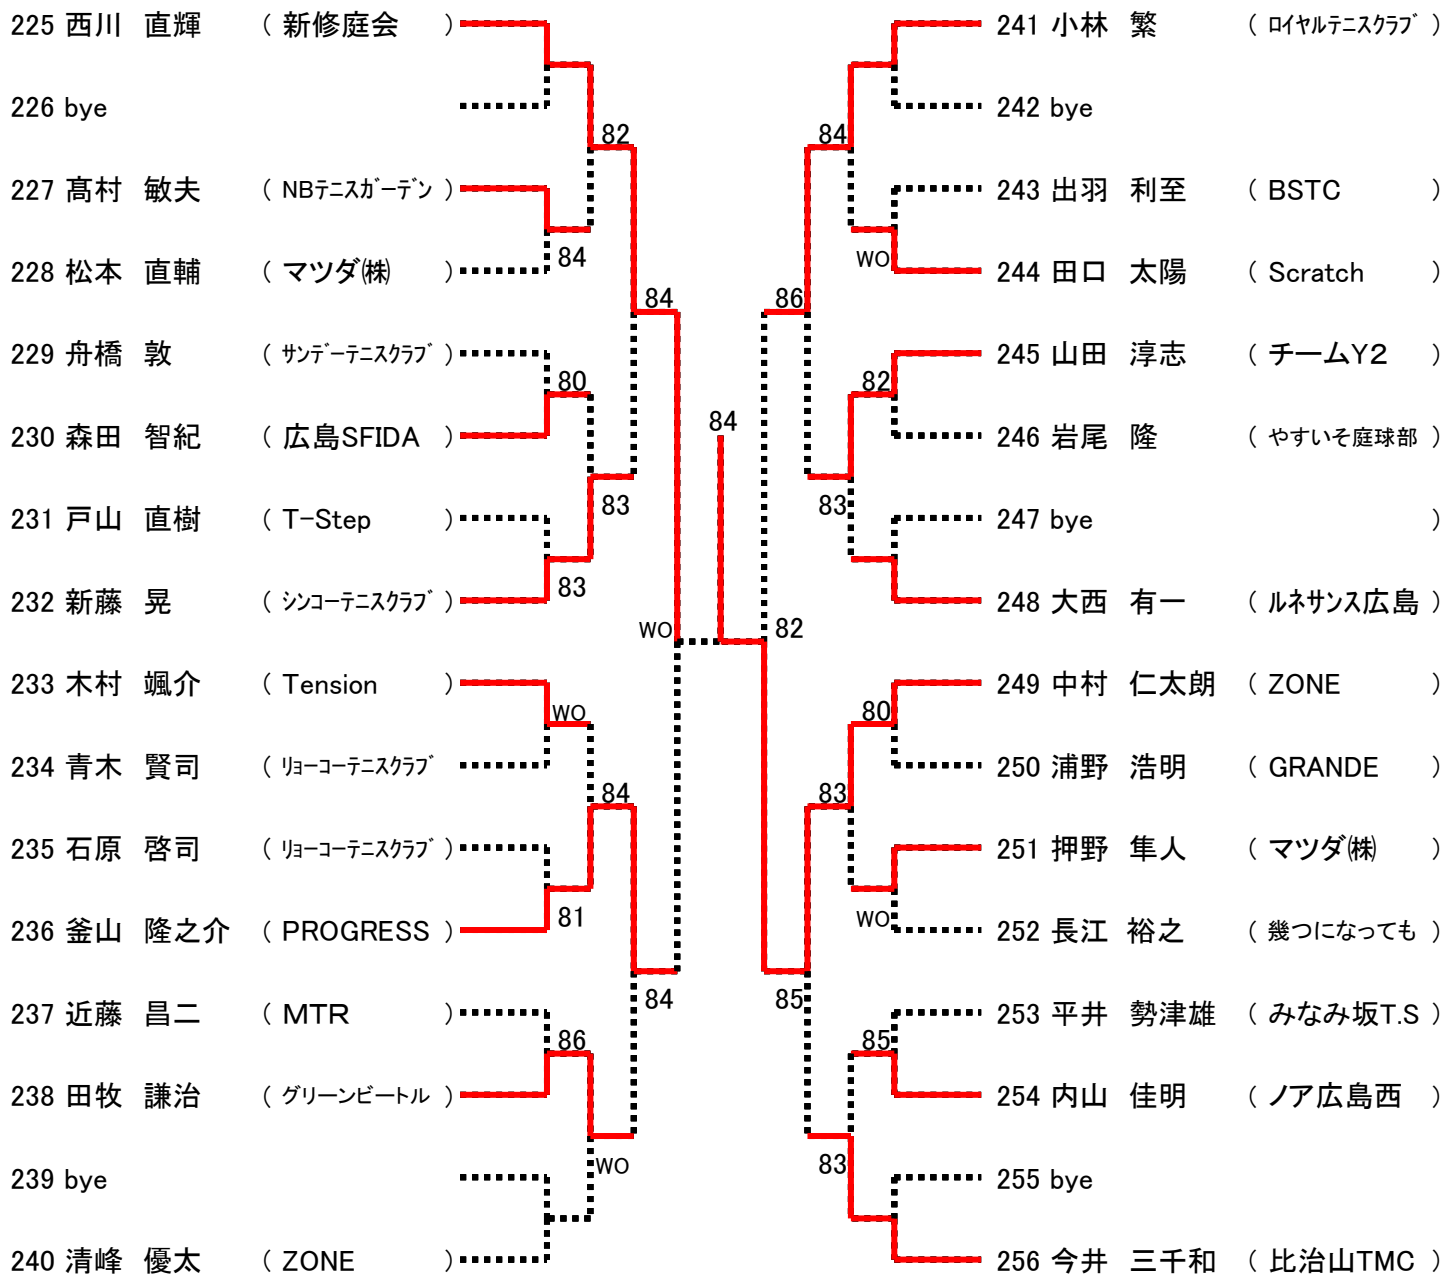 225 西川 直輝 ( 新修庭会 )
226 bye
82
227 髙村 敏夫 ( NBテニスガーデン )
84
228 松本 直輔 ( マツダ㈱ )
84
229 舟橋 敦 ( サンデーテニスクラブ )
80
230 森田 智紀 ( 広島SFIDA )
83
231 戸山 直樹 ( T-Step )
83
232 新藤 晃 ( シンコーテニスクラブ )
WO
233 木村 颯介 ( Tension )
WO
234 青木 賢司 ( リョーコーテニスクラブ
84
235 石原 啓司 ( リョーコーテニスクラブ )
81
236 釜山 隆之介 ( PROGRESS )
84
237 近藤 昌二 ( MTR )
86
238 田牧 謙治 ( グリーンビートル )
WO
239 bye
240 清峰 優太 ( ZONE )
84
82
241 小林 繁 ( ロイヤルテニスクラブ )
242 bye
84
243 出羽 利至 ( BSTC )
WO
244 田口 太陽 ( Scratch )
86
245 山田 淳志 ( チームY2 )
82
246 岩尾 隆 ( やすいそ庭球部 )
83
247 bye )
248 大西 有一 ( ルネサンス広島 )
249 中村 仁太朗 ( ZONE )
80
250 浦野 浩明 ( GRANDE )
83
251 押野 隼人 ( マツダ㈱ )
WO
252 長江 裕之 ( 幾つになっても )
85
253 平井 勢津雄 ( みなみ坂T.S )
85
254 内山 佳明 ( ノア広島西 )
83
255 bye
256 今井 三千和 ( 比治山TMC )